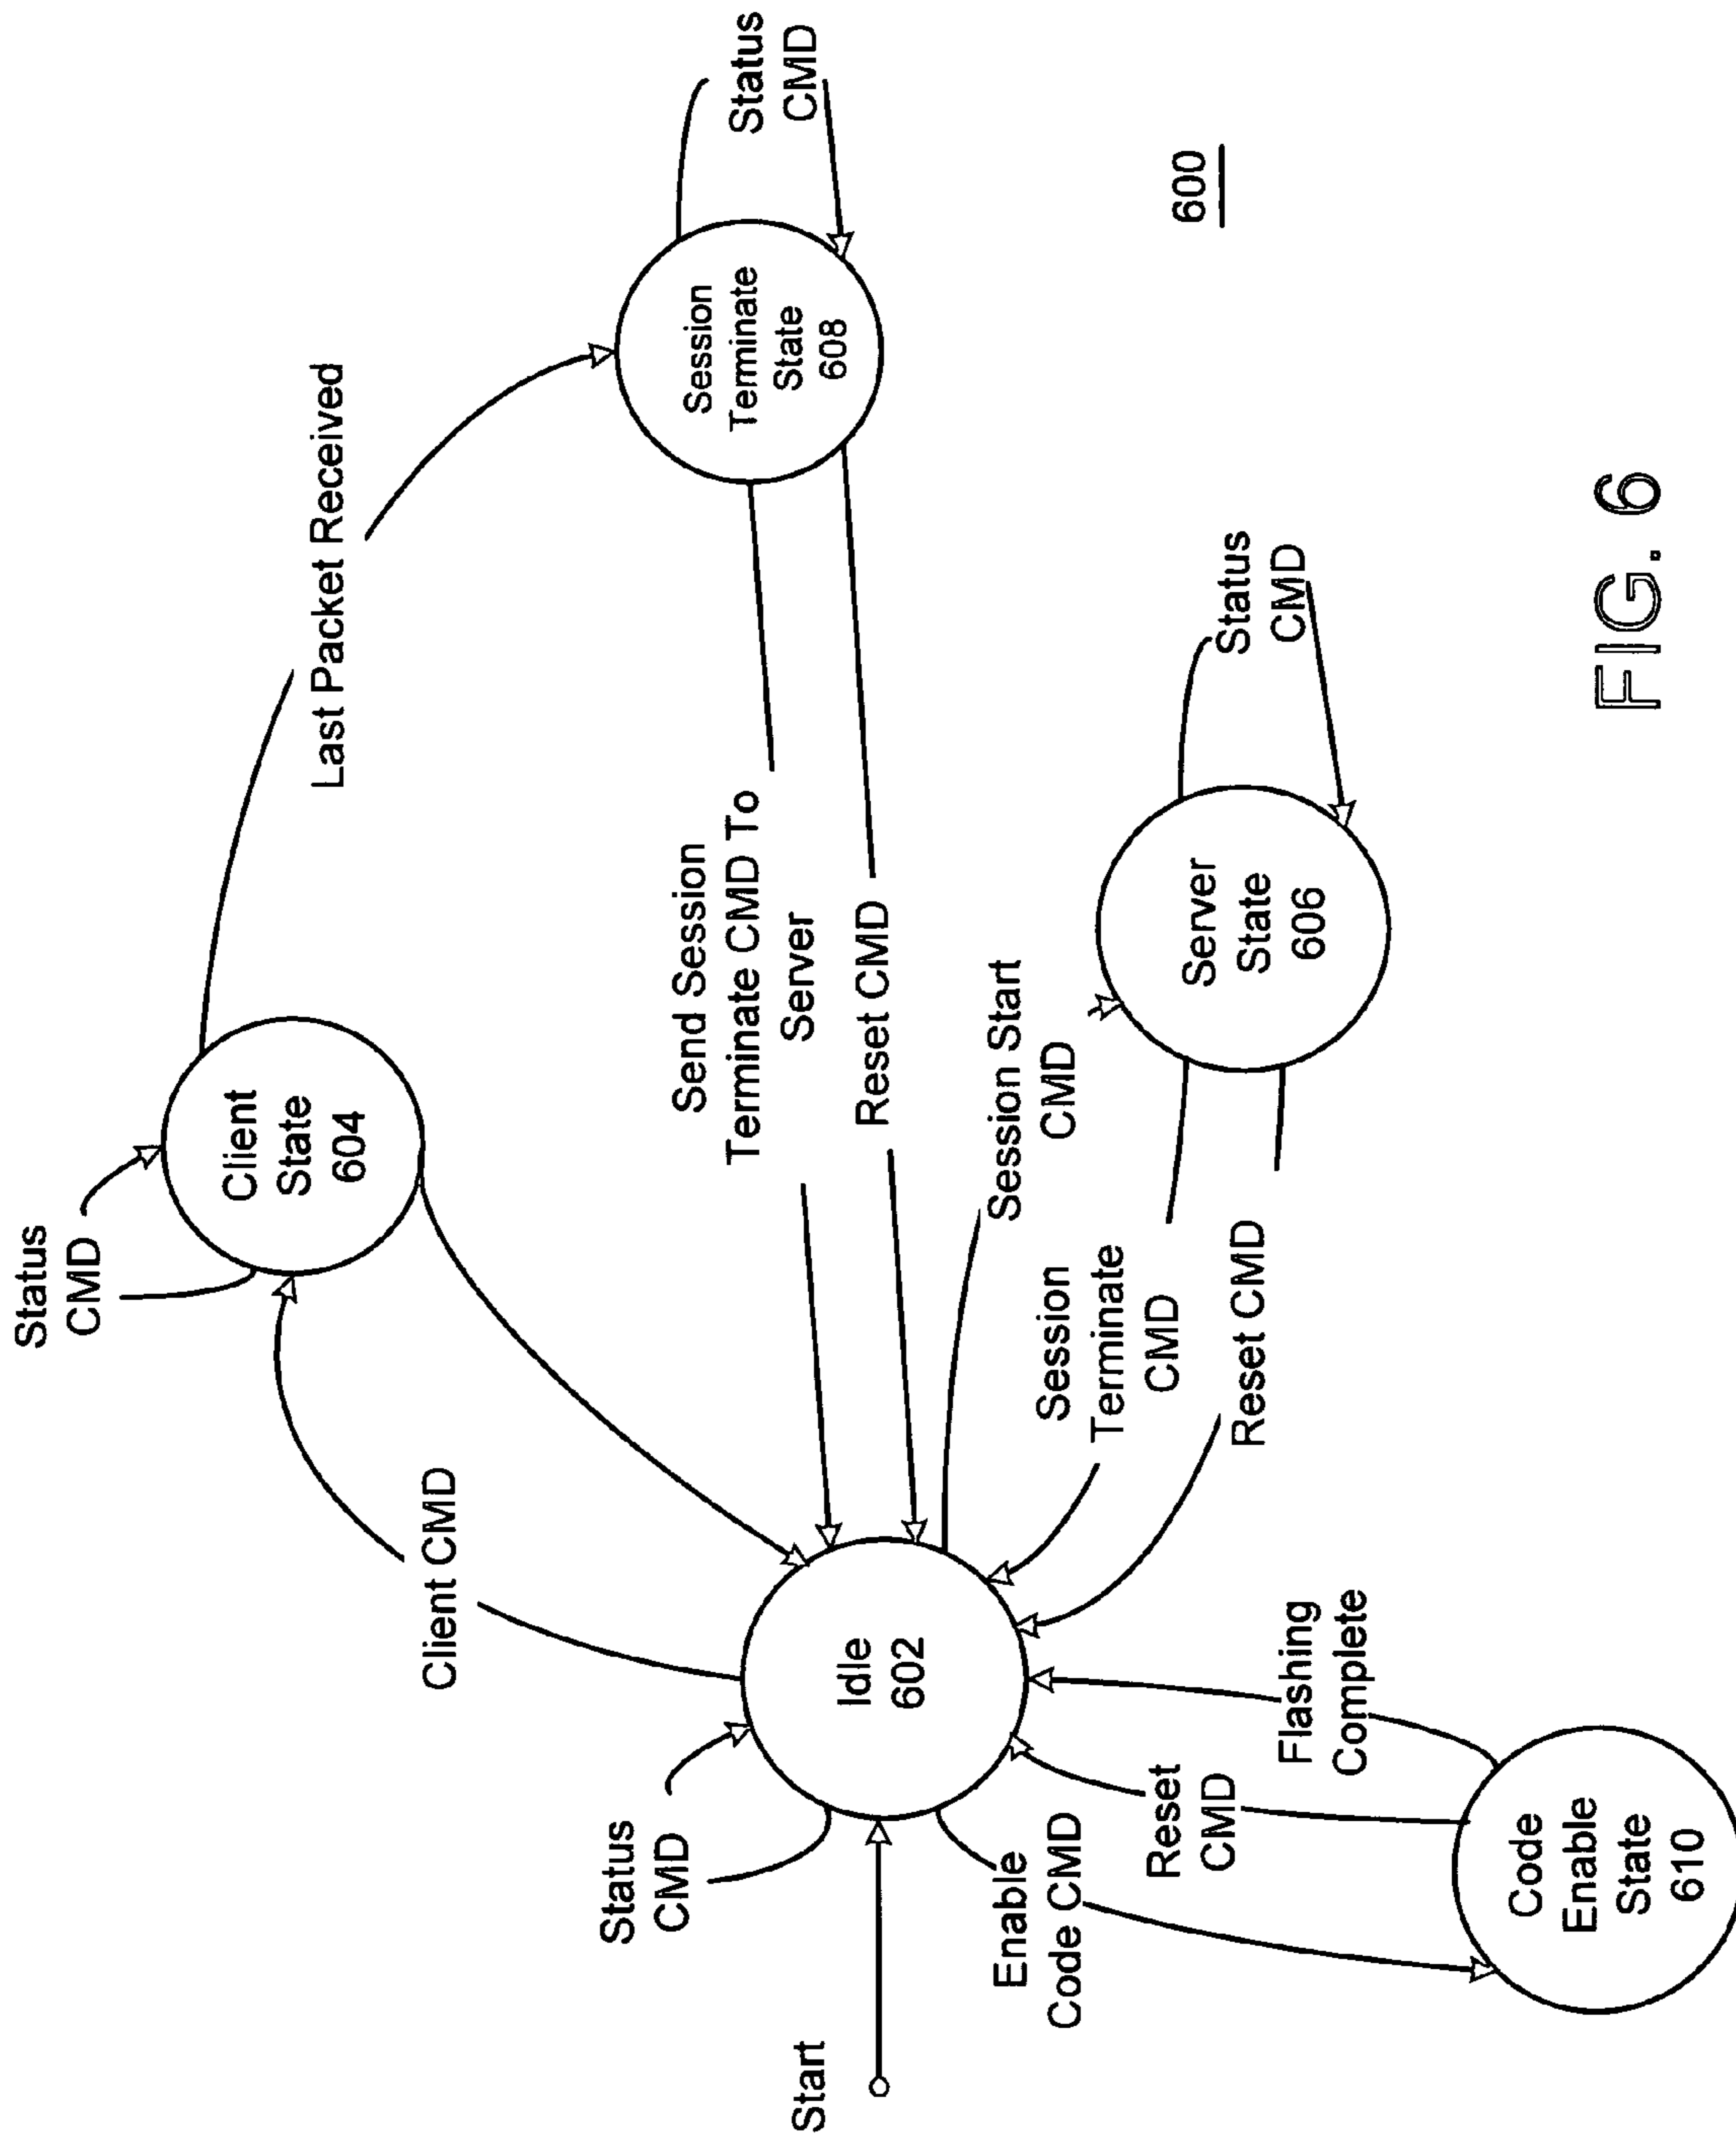 Status
CMD
Client
State
604
Last Packet Received
Client CMD
Status
CMD
Session
Terminate
State
608
Send Session
Terminate CMD To
Server
Reset CMD
Status
CMD
Start
Idle
602
Session Start
CMD
Session
Terminate
CMD
Reset CMD
Server
State
606
Status
CMD
Enable
Code CMD
Reset
CMD
Flashing
Complete
Code
Enable
State
610
600
FIG. 6